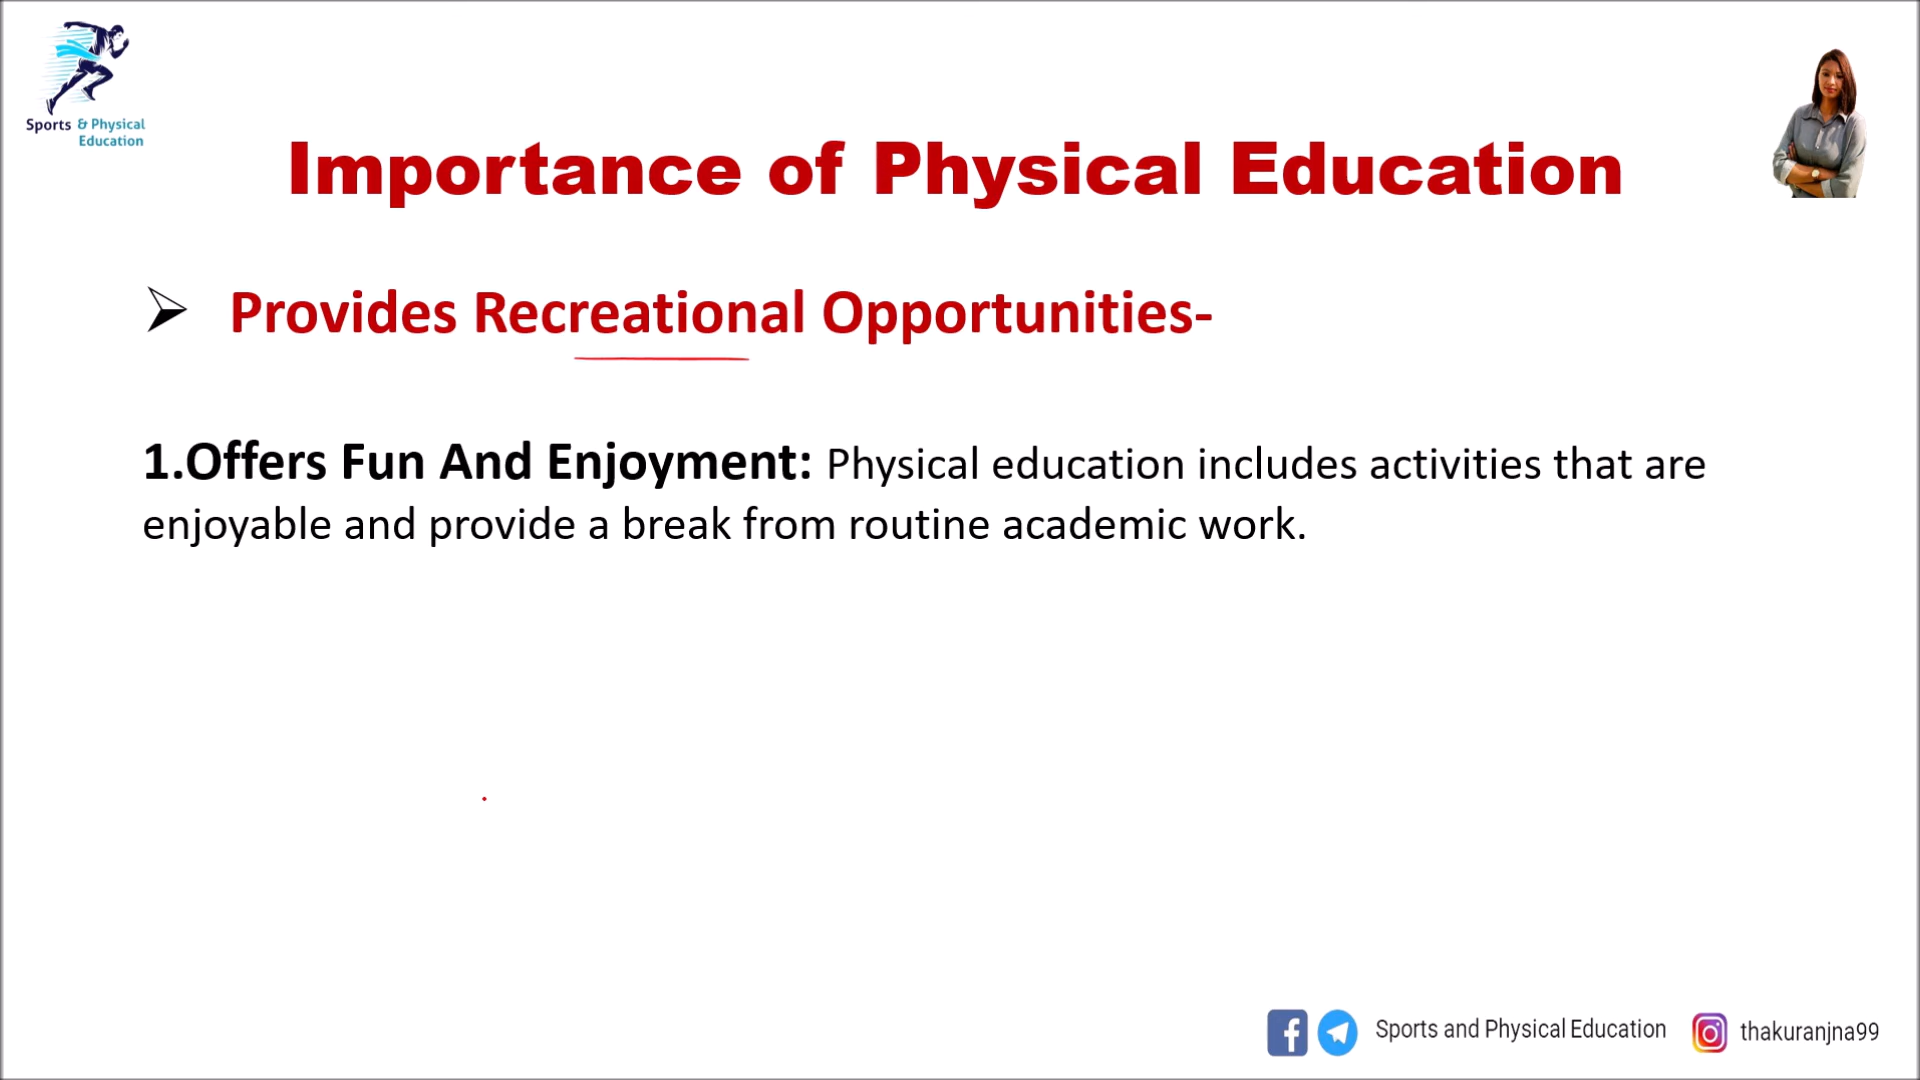 Sports & Physical
Education
Importance of Physical Education
Provides Recreational Opportunities-
1.Offers Fun And Enjoyment: Physical education includes activities that are
enjoyable and provide a break from routine academic work.
Sports and Physical Education thakuranjna99